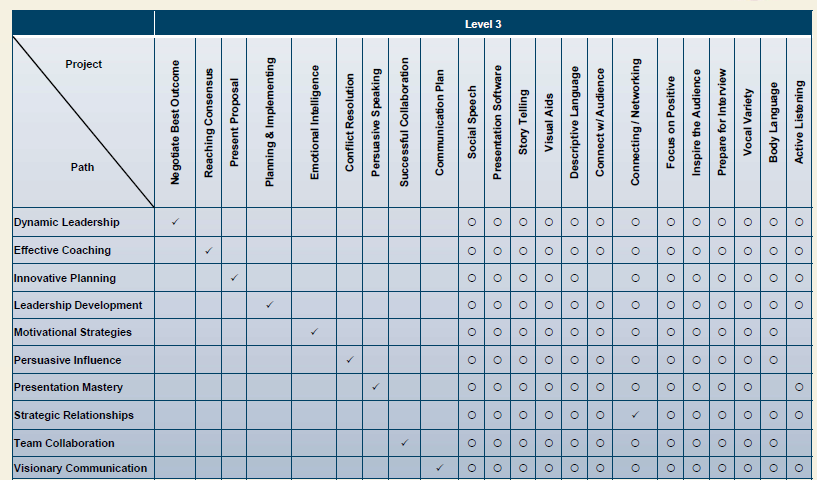 Level 3
Project
Path
Negotiate Best Outcome
Reaching Consensus
Present Proposal
Planning & Implementing
Emotional Intelligence
Conflict Resolution
Persuasive Speaking
Successful Collaboration
Communication Plan
Social Speech
Presentation Software
Story Telling
Visual Aids
Descriptive Language
Connect w/ Audience
Connecting / Networking
Focus on Positive
Inspire the Audience
Prepare for Interview
Vocal Variety
Body Language
Active Listening
Dynamic Leadership
Effective Coaching
Innovative Planning
Leadership Development
Motivational Strategies
Persuasive Influence
Presentation Mastery
Strategic Relationships
Team Collaboration
Visionary Communication